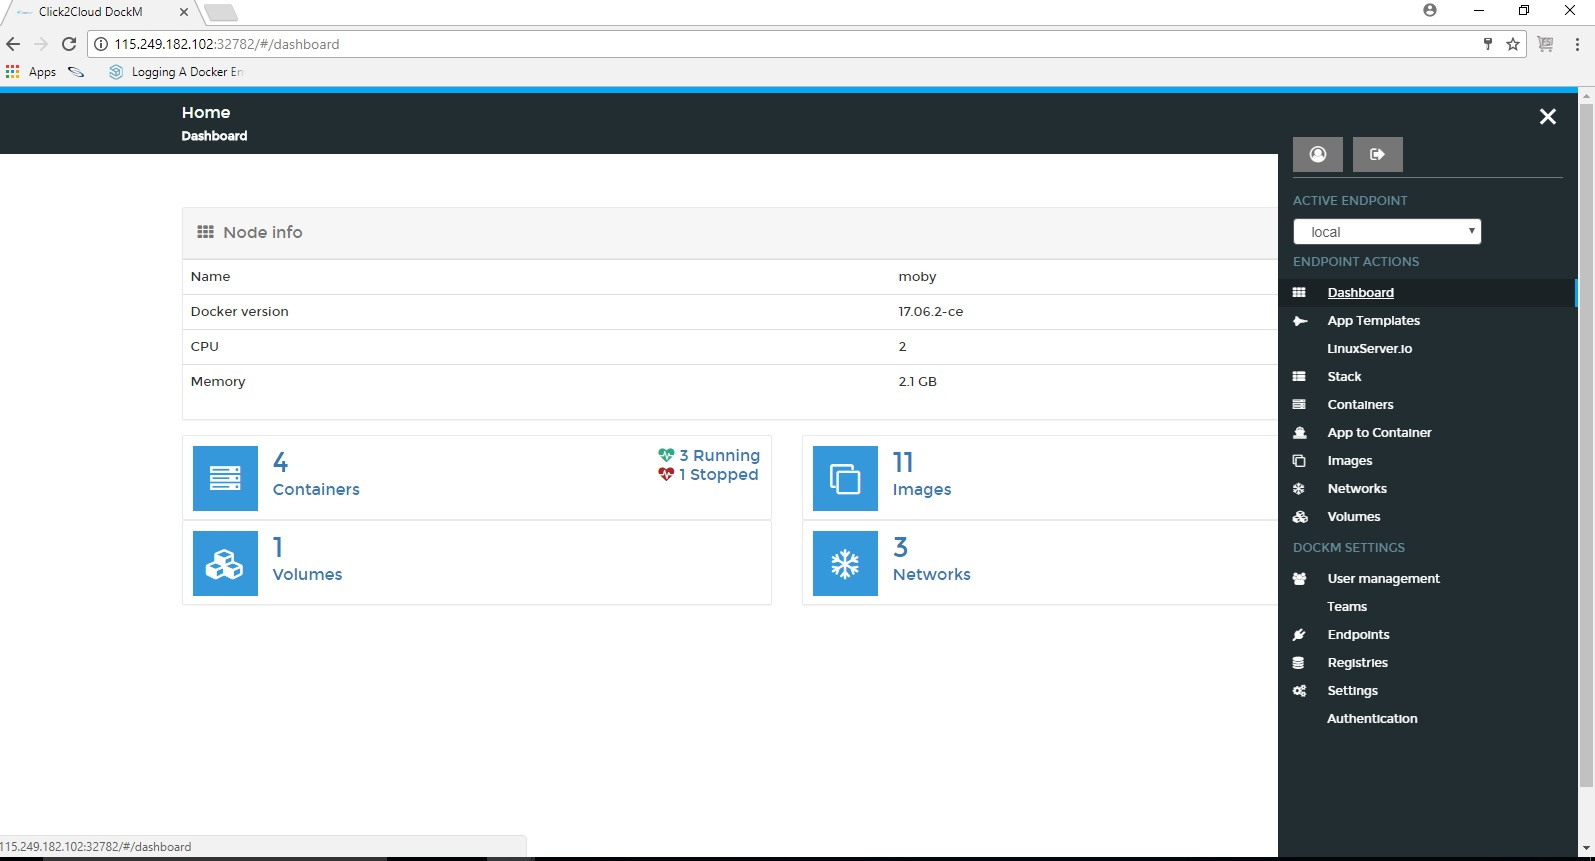 Click2Cloud DockM
115.249.182.102:32782/#/dashboard
Apps
Logging A Docker En
Home
Dashboard
Node info
Name moby
Docker version 17.06.2-ce
CPU 2
Memory 2.1 GB
4
Containers
3 Running
1 Stopped
11
Images
1
Volumes
3
Networks
ACTIVE ENDPOINT
local
ENDPOINT ACTIONS
Dashboard
App Templates
LinuxServer.io
Stack
Containers
App to Container
Images
Networks
Volumes
DOCKM SETTINGS
User management
Teams
Endpoints
Registries
Settings
Authentication
115.249.182.102:32782/#/dashboard